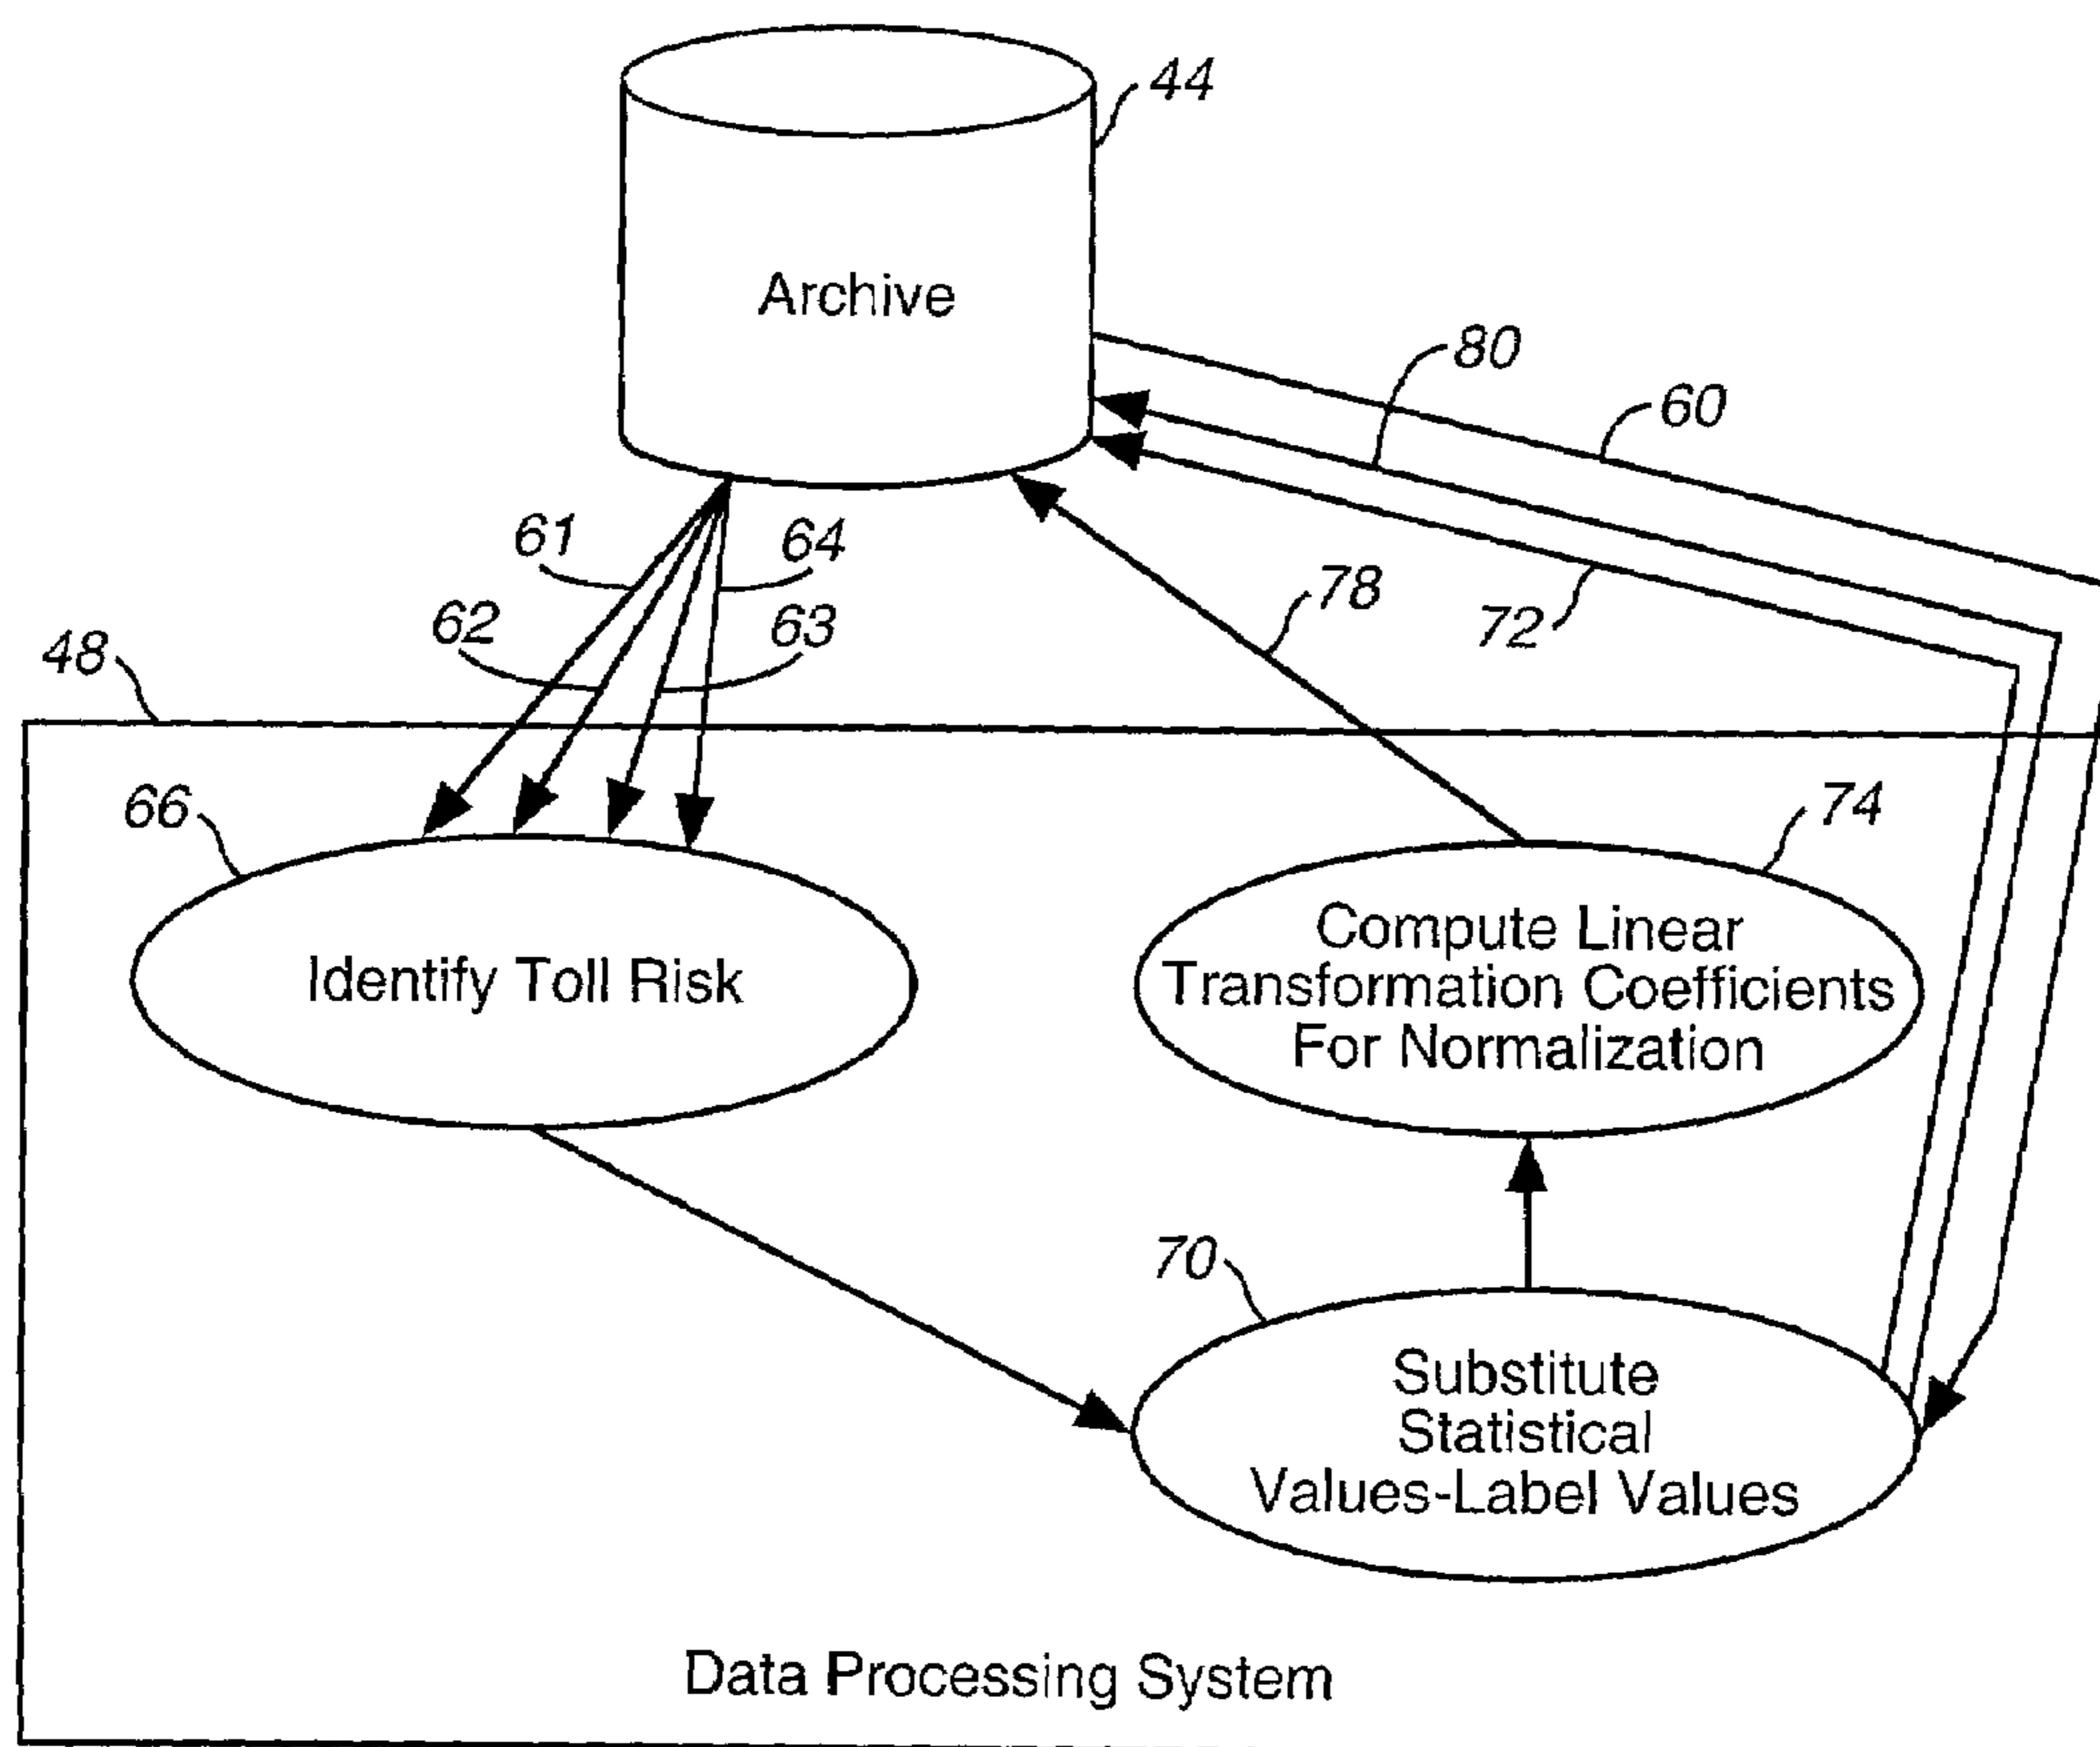 44
Archive
80
60
61
64
78
72
62
63
48
66
74
Identify Toll Risk
Compute Linear
Transformation Coefficients
For Normalization
70
Substitute
Statistical
Values-Label Values
Data Processing System